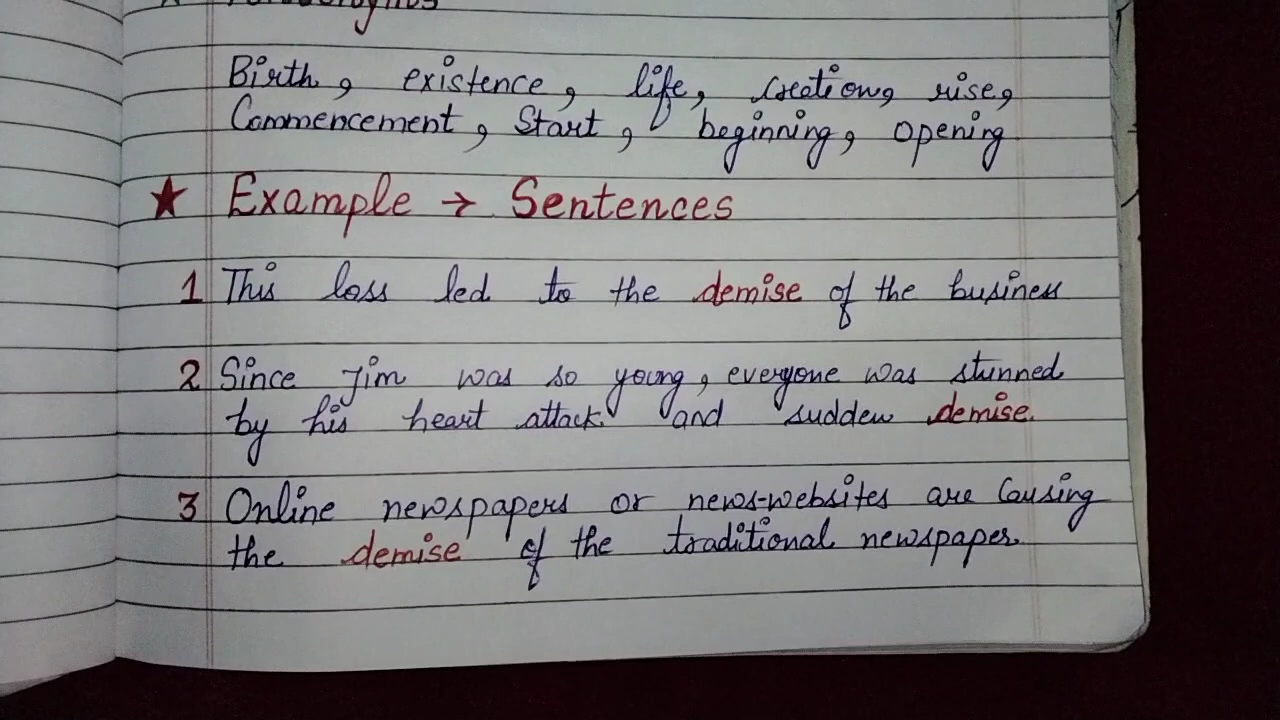 Birth, existence, life, creation, rise,
Commencement, Start, beginning, opening
★ Example → Sentences
1 This loss led to the demise of the business
2 Since Jim was so young, everyone was stunned
by his heart attack. and sudden demise.
3 Online newspapers or news-websites are Causing
the demise of the traditional newspaper